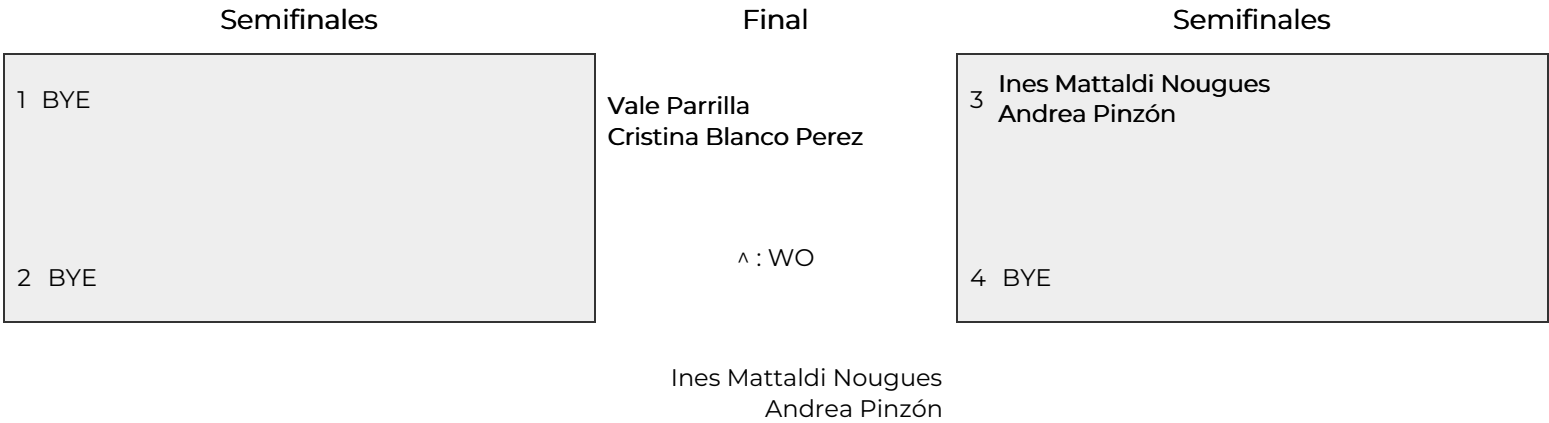 Semifinales
Final
Semifinales
1 BYE
2 BYE
Vale Parrilla
Cristina Blanco Perez
^ : WO
Ines Mattaldi Nougues
Andrea Pinzón
3 Ines Mattaldi Nougues
Andrea Pinzón
4 BYE